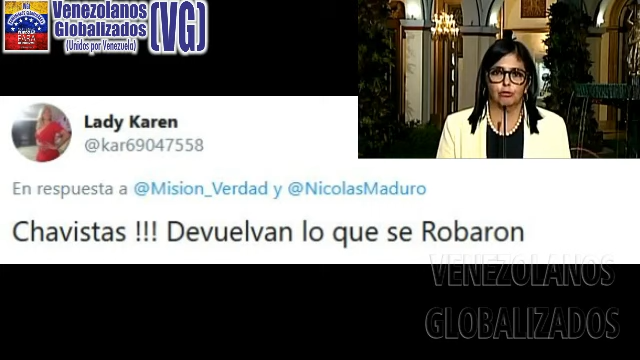 Venezolanos
Globalizados
(Unidos por Venezuela)
(VG)
Lady Karen
@kar69047558
En respuesta a @Mision_Verdad y @NicolasMaduro
Chavistas !!! Devuelvan lo que se Robaron
VENEZOLANOS
GLOBALIZADOS